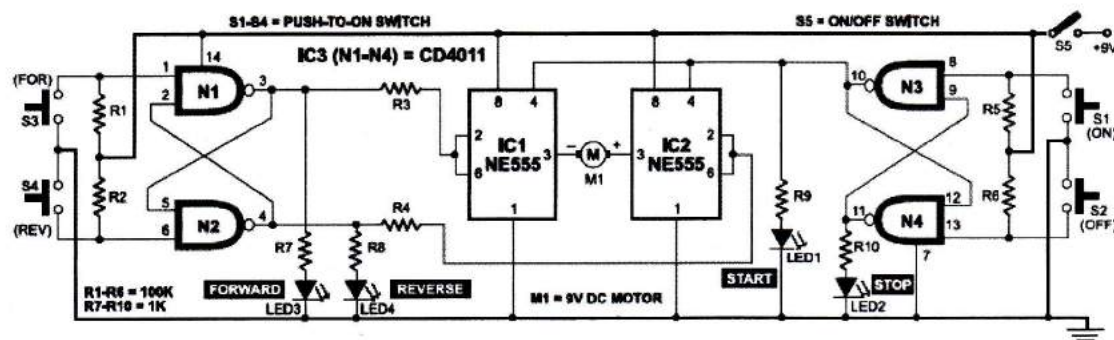 S1-S4 = PUSH-TO-ON SWITCH
S5 = ON/OFF SWITCH
S5
+9V
IC3 (N1-N4) = CD4011
(FOR)
S3
S4
(REV)
R1
R2
1
2
14
N1
3
5
6
N2
4
R3
R4
R7
R8
8
4
2
6
IC1
NE555
3
1
–
M
+
M1
8
4
3
IC2
NE555
2
6
1
R9
LED1
START
10
N3
8
9
11
N4
12
13
7
R5
R6
S1
(ON)
S2
(OFF)
R10
STOP
LED2
FORWARD
LED3
REVERSE
LED4
R1-R6 = 100K
R7-R10 = 1K
M1 = 9V DC MOTOR